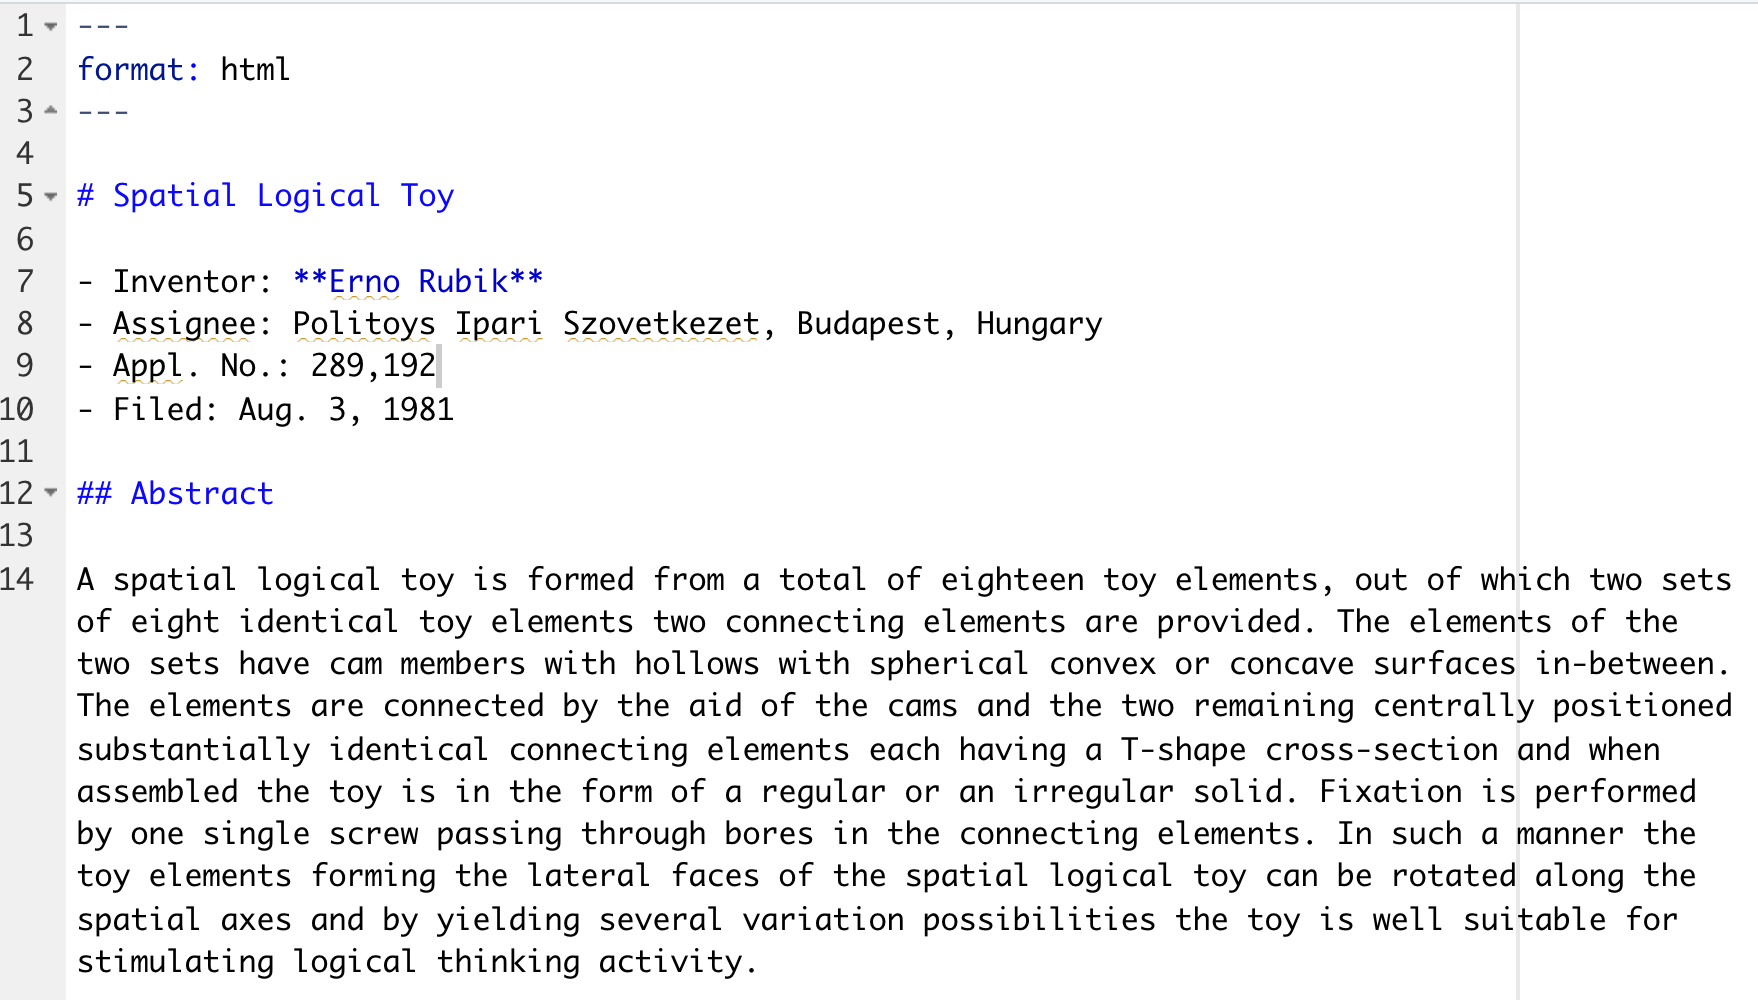 1 ---
2 format: html
3 ---
4
5 # Spatial Logical Toy
6
7 - Inventor: **Erno Rubik**
8 - Assignee: Politoys Ipari Szovetkezet, Budapest, Hungary
9 - Appl. No.: 289,192
10 - Filed: Aug. 3, 1981
11
12 ## Abstract
13
14 A spatial logical toy is formed from a total of eighteen toy elements, out of which two sets
of eight identical toy elements two connecting elements are provided. The elements of the
two sets have cam members with hollows with spherical convex or concave surfaces in-between.
The elements are connected by the aid of the cams and the two remaining centrally positioned
substantially identical connecting elements each having a T-shape cross-section and when
assembled the toy is in the form of a regular or an irregular solid. Fixation is performed
by one single screw passing through bores in the connecting elements. In such a manner the
toy elements forming the lateral faces of the spatial logical toy can be rotated along the
spatial axes and by yielding several variation possibilities the toy is well suitable for
stimulating logical thinking activity.